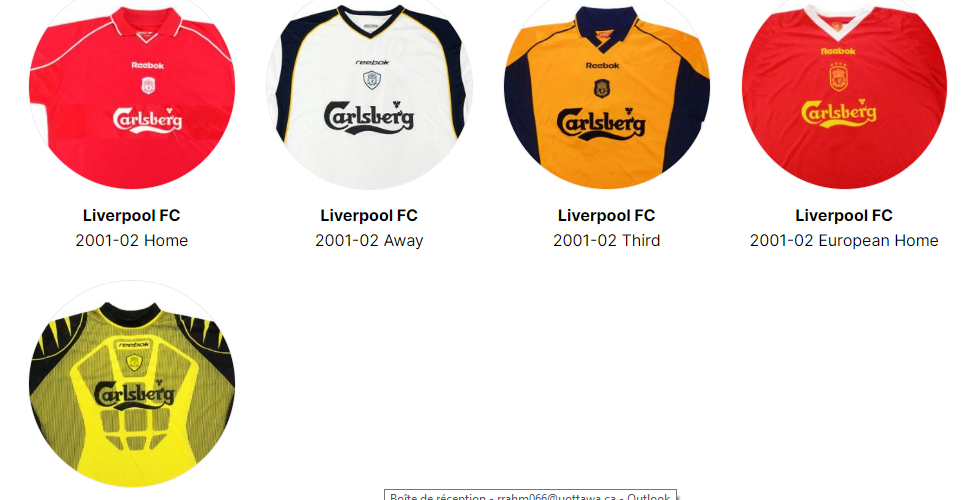 Reebok
Carlsberg
reebok
Carlsberg
Reebok
Carlsberg
Reebok
Carlsberg
Liverpool FC
2001-02 Home
Liverpool FC
2001-02 Away
Liverpool FC
2001-02 Third
Liverpool FC
2001-02 European Home
reebok
Carlsberg
Boîte de réception - rrahm066@uottawa.ca - Outlook